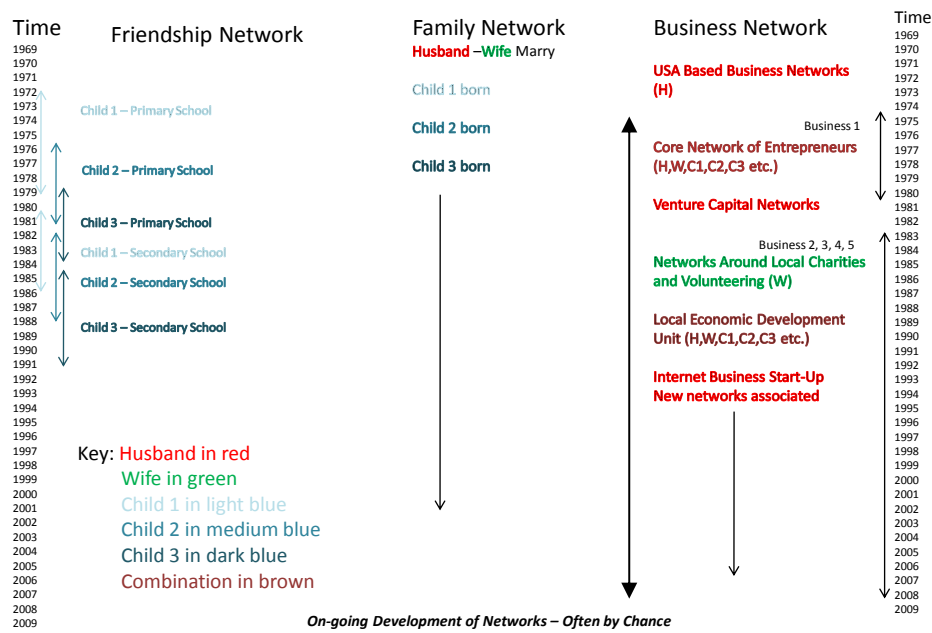 Time
1969
1970
1971
1972
1973
1974
1975
1976
1977
1978
1979
1980
1981
1982
1983
1984
1985
1986
1987
1988
1989
1990
1991
1992
1993
1994
1995
1996
1997
1998
1999
2000
2001
2002
2003
2004
2005
2006
2007
2008
2009
Friendship Network
Child 1 – Primary School
Child 2 – Primary School
Child 3 – Primary School
Child 1 – Secondary School
Child 2 – Secondary School
Child 3 – Secondary School
Key: Husband in red
Wife in green
Child 1 in light blue
Child 2 in medium blue
Child 3 in dark blue
Combination in brown
Family Network
Husband –Wife Marry
Child 1 born
Child 2 born
Child 3 born
Business Network
USA Based Business Networks
(H)
Business 1
Core Network of Entrepreneurs
(H,W,C1,C2,C3 etc.)
Venture Capital Networks
Business 2, 3, 4, 5
Networks Around Local Charities
and Volunteering (W)
Local Economic Development
Unit (H,W,C1,C2,C3 etc.)
Internet Business Start-Up
New networks associated
Time
1969
1970
1971
1972
1973
1974
1975
1976
1977
1978
1979
1980
1981
1982
1983
1984
1985
1986
1987
1988
1989
1990
1991
1992
1993
1994
1995
1996
1997
1998
1999
2000
2001
2002
2003
2004
2005
2006
2007
2008
2009
On-going Development of Networks – Often by Chance